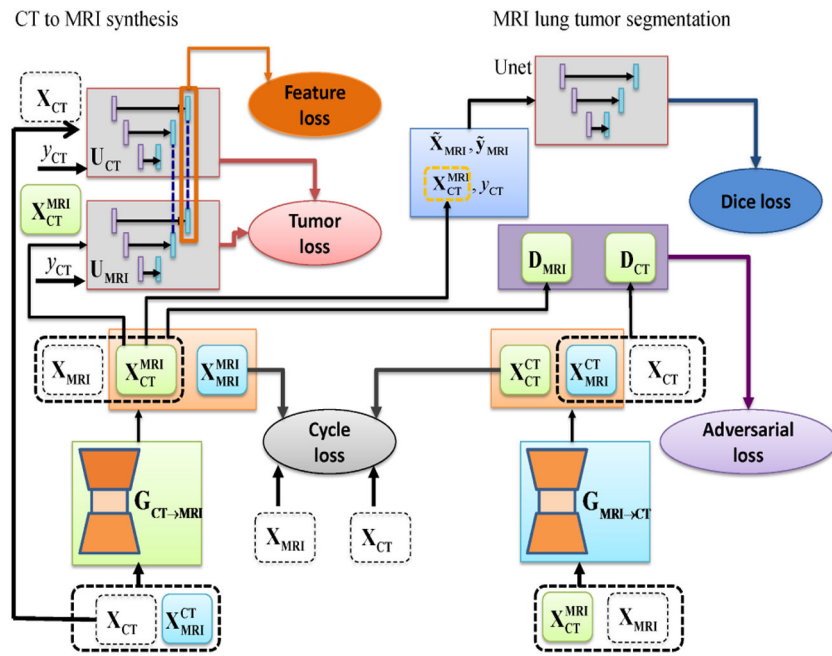 CT to MRI synthesis
MRI lung tumor segmentation
X_CT
y_CT
U_CT
Feature
loss
X_CT^MRI
y_CT
U_MRI
Tumor
loss
Unet
X̃_MRI, ỹ_MRI
X_CT^MRI, y_CT
Dice loss
D_MRI
D_CT
X_MRI
X_CT^MRI
X_MRI^MRI
X_CT^CT
X_MRI^CT
X_CT
Cycle
loss
Adversarial
loss
G_CT→MRI
X_MRI
X_CT
G_MRI→CT
X_CT
X_MRI^CT
X_CT^MRI
X_MRI